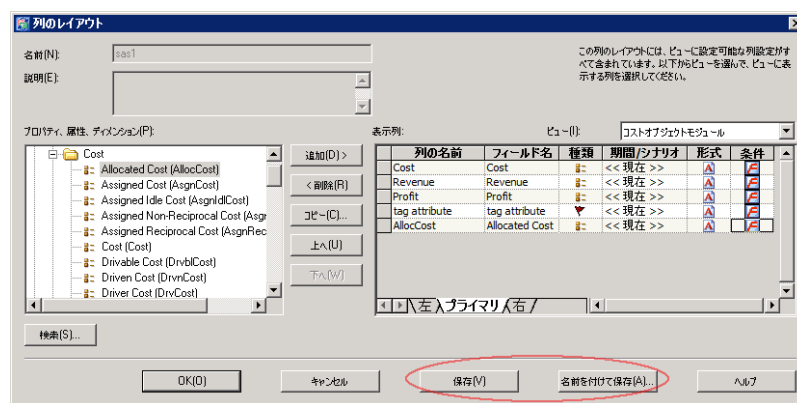 列のレイアウト
名前(N): sas1
この列のレイアウトには、ビューに設定可能な列設定がす
べて含まれています。以下からビューを選んで、ビューに表
示する列を選択してください。
説明(E):
プロパティ、属性、ディメンション(P):
表示列:
ビュー(I): コストオブジェクトモジュール
Cost
Allocated Cost (AllocCost)
Assigned Cost (AsgnCost)
Assigned Idle Cost (AsgnIdlCost)
Assigned Non-Reciprocal Cost (Asgr
Assigned Reciprocal Cost (AsgnRec
Cost (Cost)
Drivable Cost (DrvblCost)
Driven Cost (DrvnCost)
Driver Cost (DrvCost)
追加(D) >
< 削除(R)
コピー(C)...
上へ(U)
下へ(W)
列の名前 フィールド名 種類 期間/シナリオ 形式 条件
Cost Cost << 現在 >>
Revenue Revenue << 現在 >>
Profit Profit << 現在 >>
tag attribute tag attribute << 現在 >>
AllocCost Allocated Cost << 現在 >>
左 プライマリ 右
検索(S)...
OK(O) キャンセル 保存(V) 名前を付けて保存(A)... ヘルプ